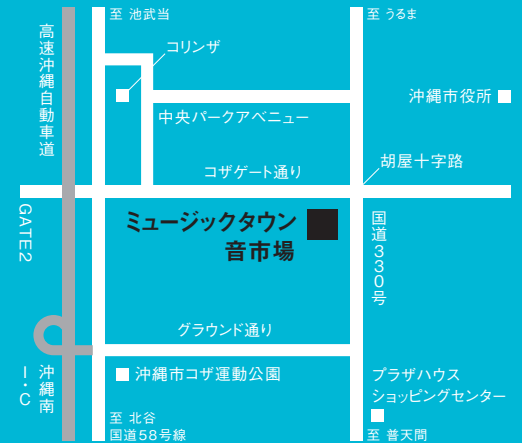 至 池武当
至 うるま
高速沖縄自動車道
コリンザ
沖縄市役所
中央パークアベニュー
胡屋十字路
コザゲート通り
GATE2
ミュージックタウン
音市場
国道330号
グラウンド通り
沖縄南
I・C
沖縄市コザ運動公園
プラザハウス
ショッピングセンター
至 北谷
国道58号線
至 普天間